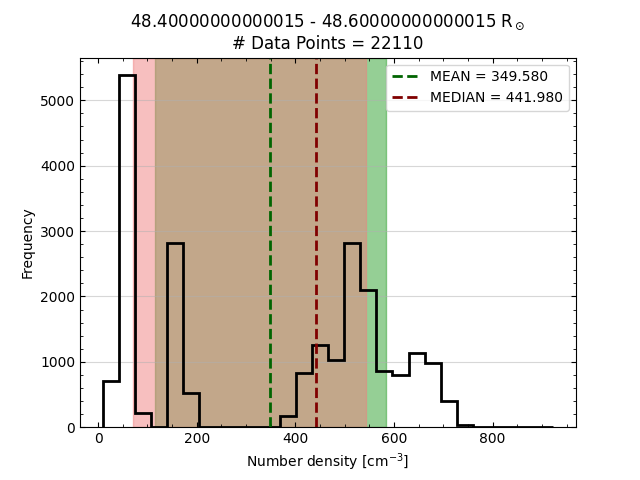 48.40000000000015 - 48.60000000000015 R⊙
# Data Points = 22110
MEAN = 349.580
MEDIAN = 441.980
Frequency
5000
4000
3000
2000
1000
0
0 200 400 600 800
Number density [cm⁻³]